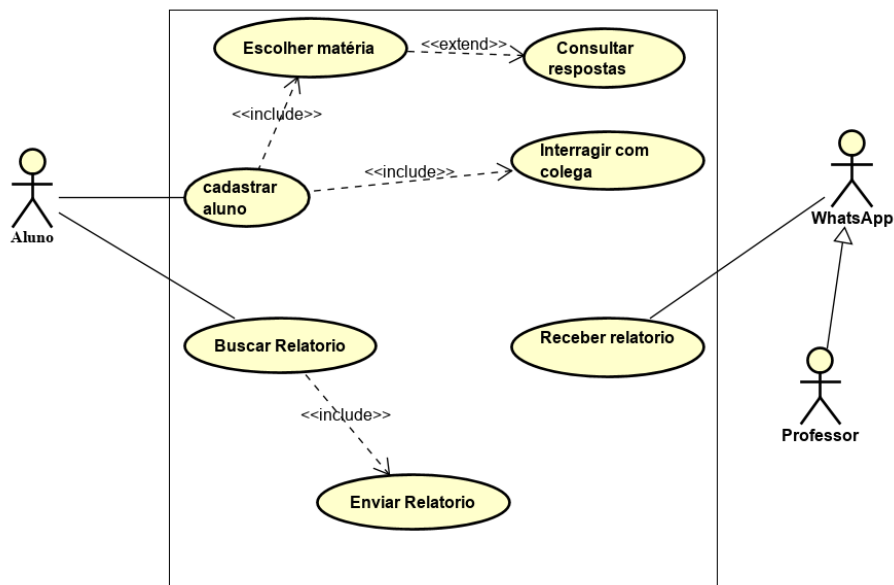 Escolher matéria
<<extend>>
Consultar
respostas
<<include>>
<<include>>
Interragir com
colega
cadastrar
aluno
Aluno
WhatsApp
Buscar Relatorio
Receber relatorio
<<include>>
Professor
Enviar Relatorio